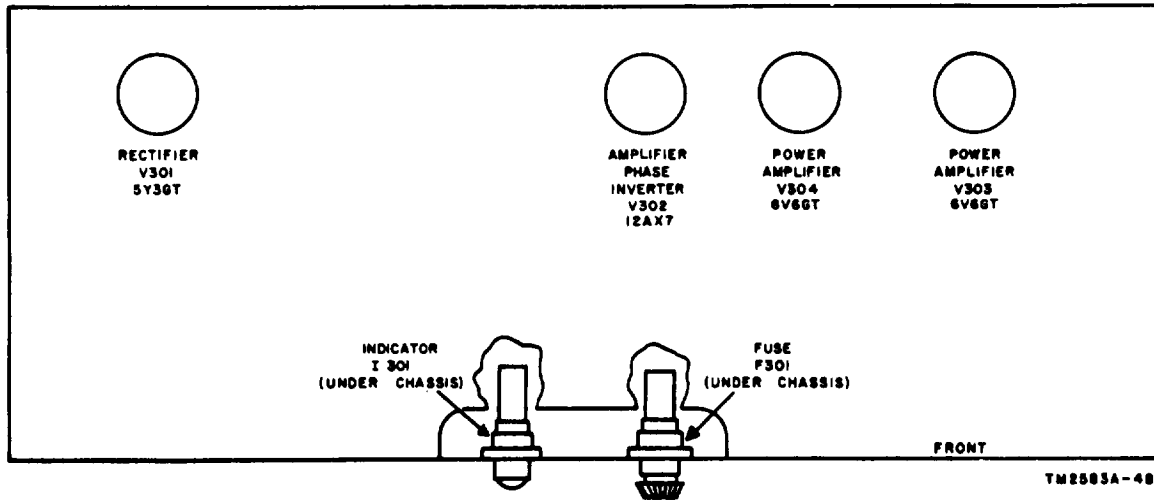 RECTIFIER
V301
5Y3GT
AMPLIFIER
PHASE
INVERTER
V302
12AX7
POWER
AMPLIFIER
V304
6V6GT
POWER
AMPLIFIER
V303
6V6GT
INDICATOR
I 301
(UNDER CHASSIS)
FUSE
F301
(UNDER CHASSIS)
FRONT
TM2583A-48